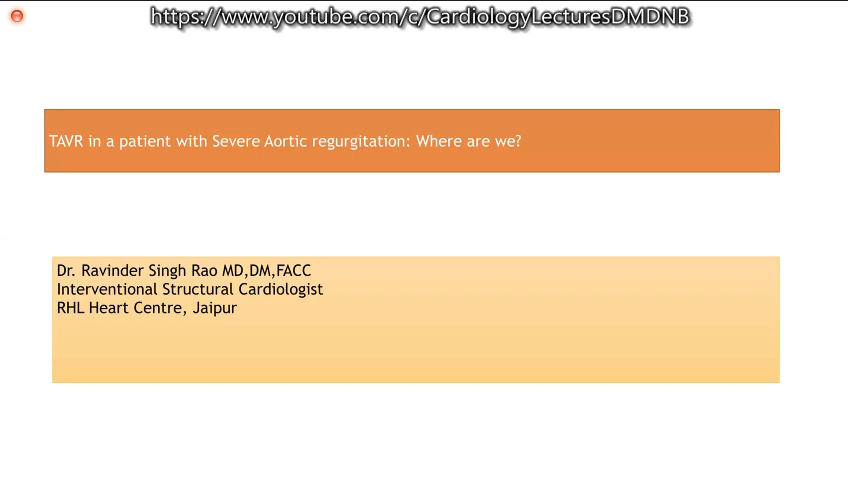 https://www.youtube.com/c/CardiologyLecturesDMDNB
TAVR in a patient with Severe Aortic regurgitation: Where are we?
Dr. Ravinder Singh Rao MD,DM,FACC
Interventional Structural Cardiologist
RHL Heart Centre, Jaipur